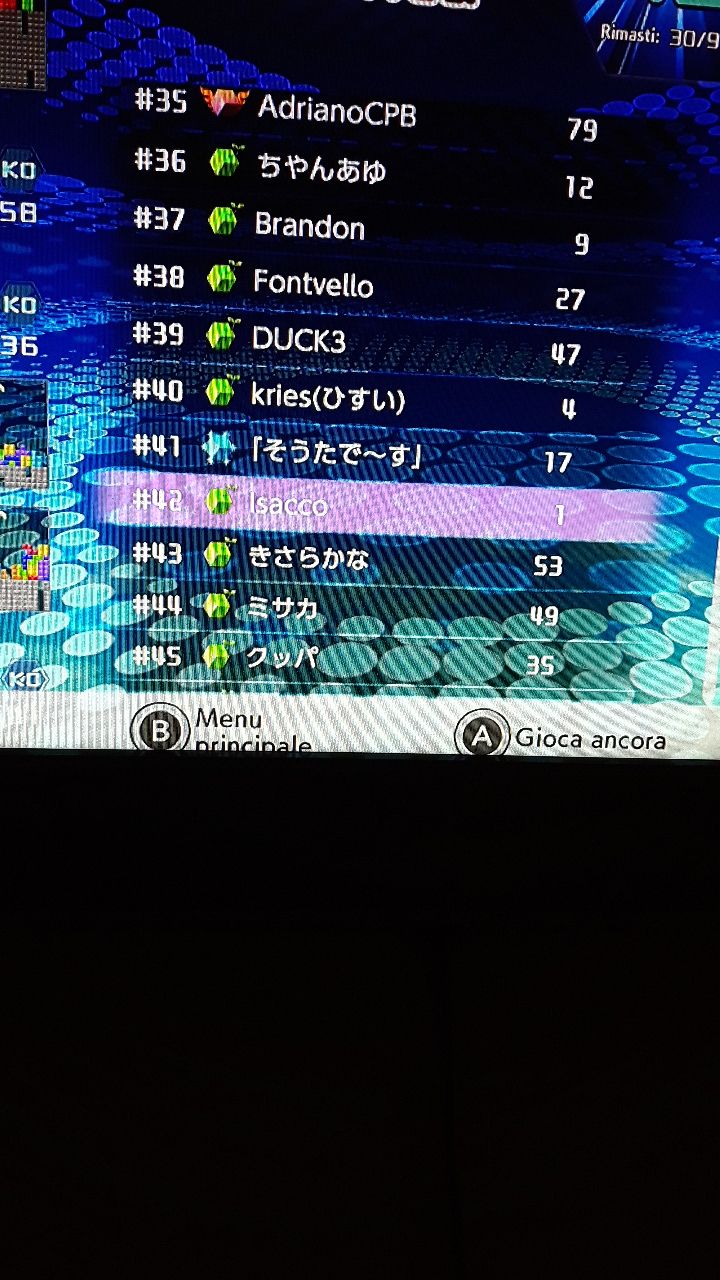 Rimasti: 30/9
#35 AdrianoCPB 79
KO
#36 ちやんあゆ 12
58
#37 Brandon 9
#38 Fontvello 27
KO
#39 DUCK3 47
36
#40 kries(ひすい) 4
#41 「そうたで～す」 17
#42 Isacco 1
#43 きさらかな 53
#44 ミサカ 49
#45 クッパ 35
KO
B Menu principale
A Gioca ancora